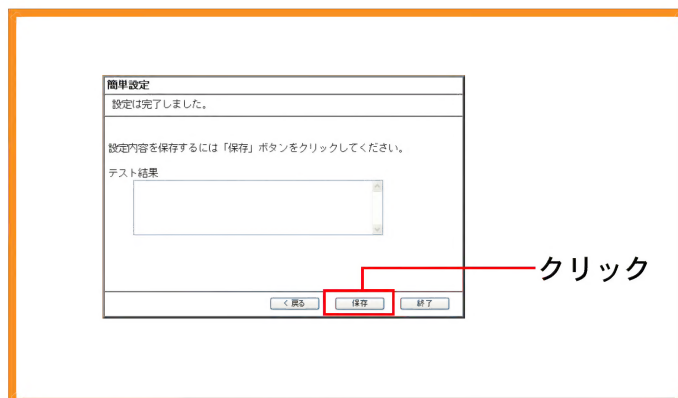 簡単設定
設定は完了しました。
設定内容を保存するには「保存」ボタンをクリックしてください。
テスト結果
クリック
< 戻る
保存
終了